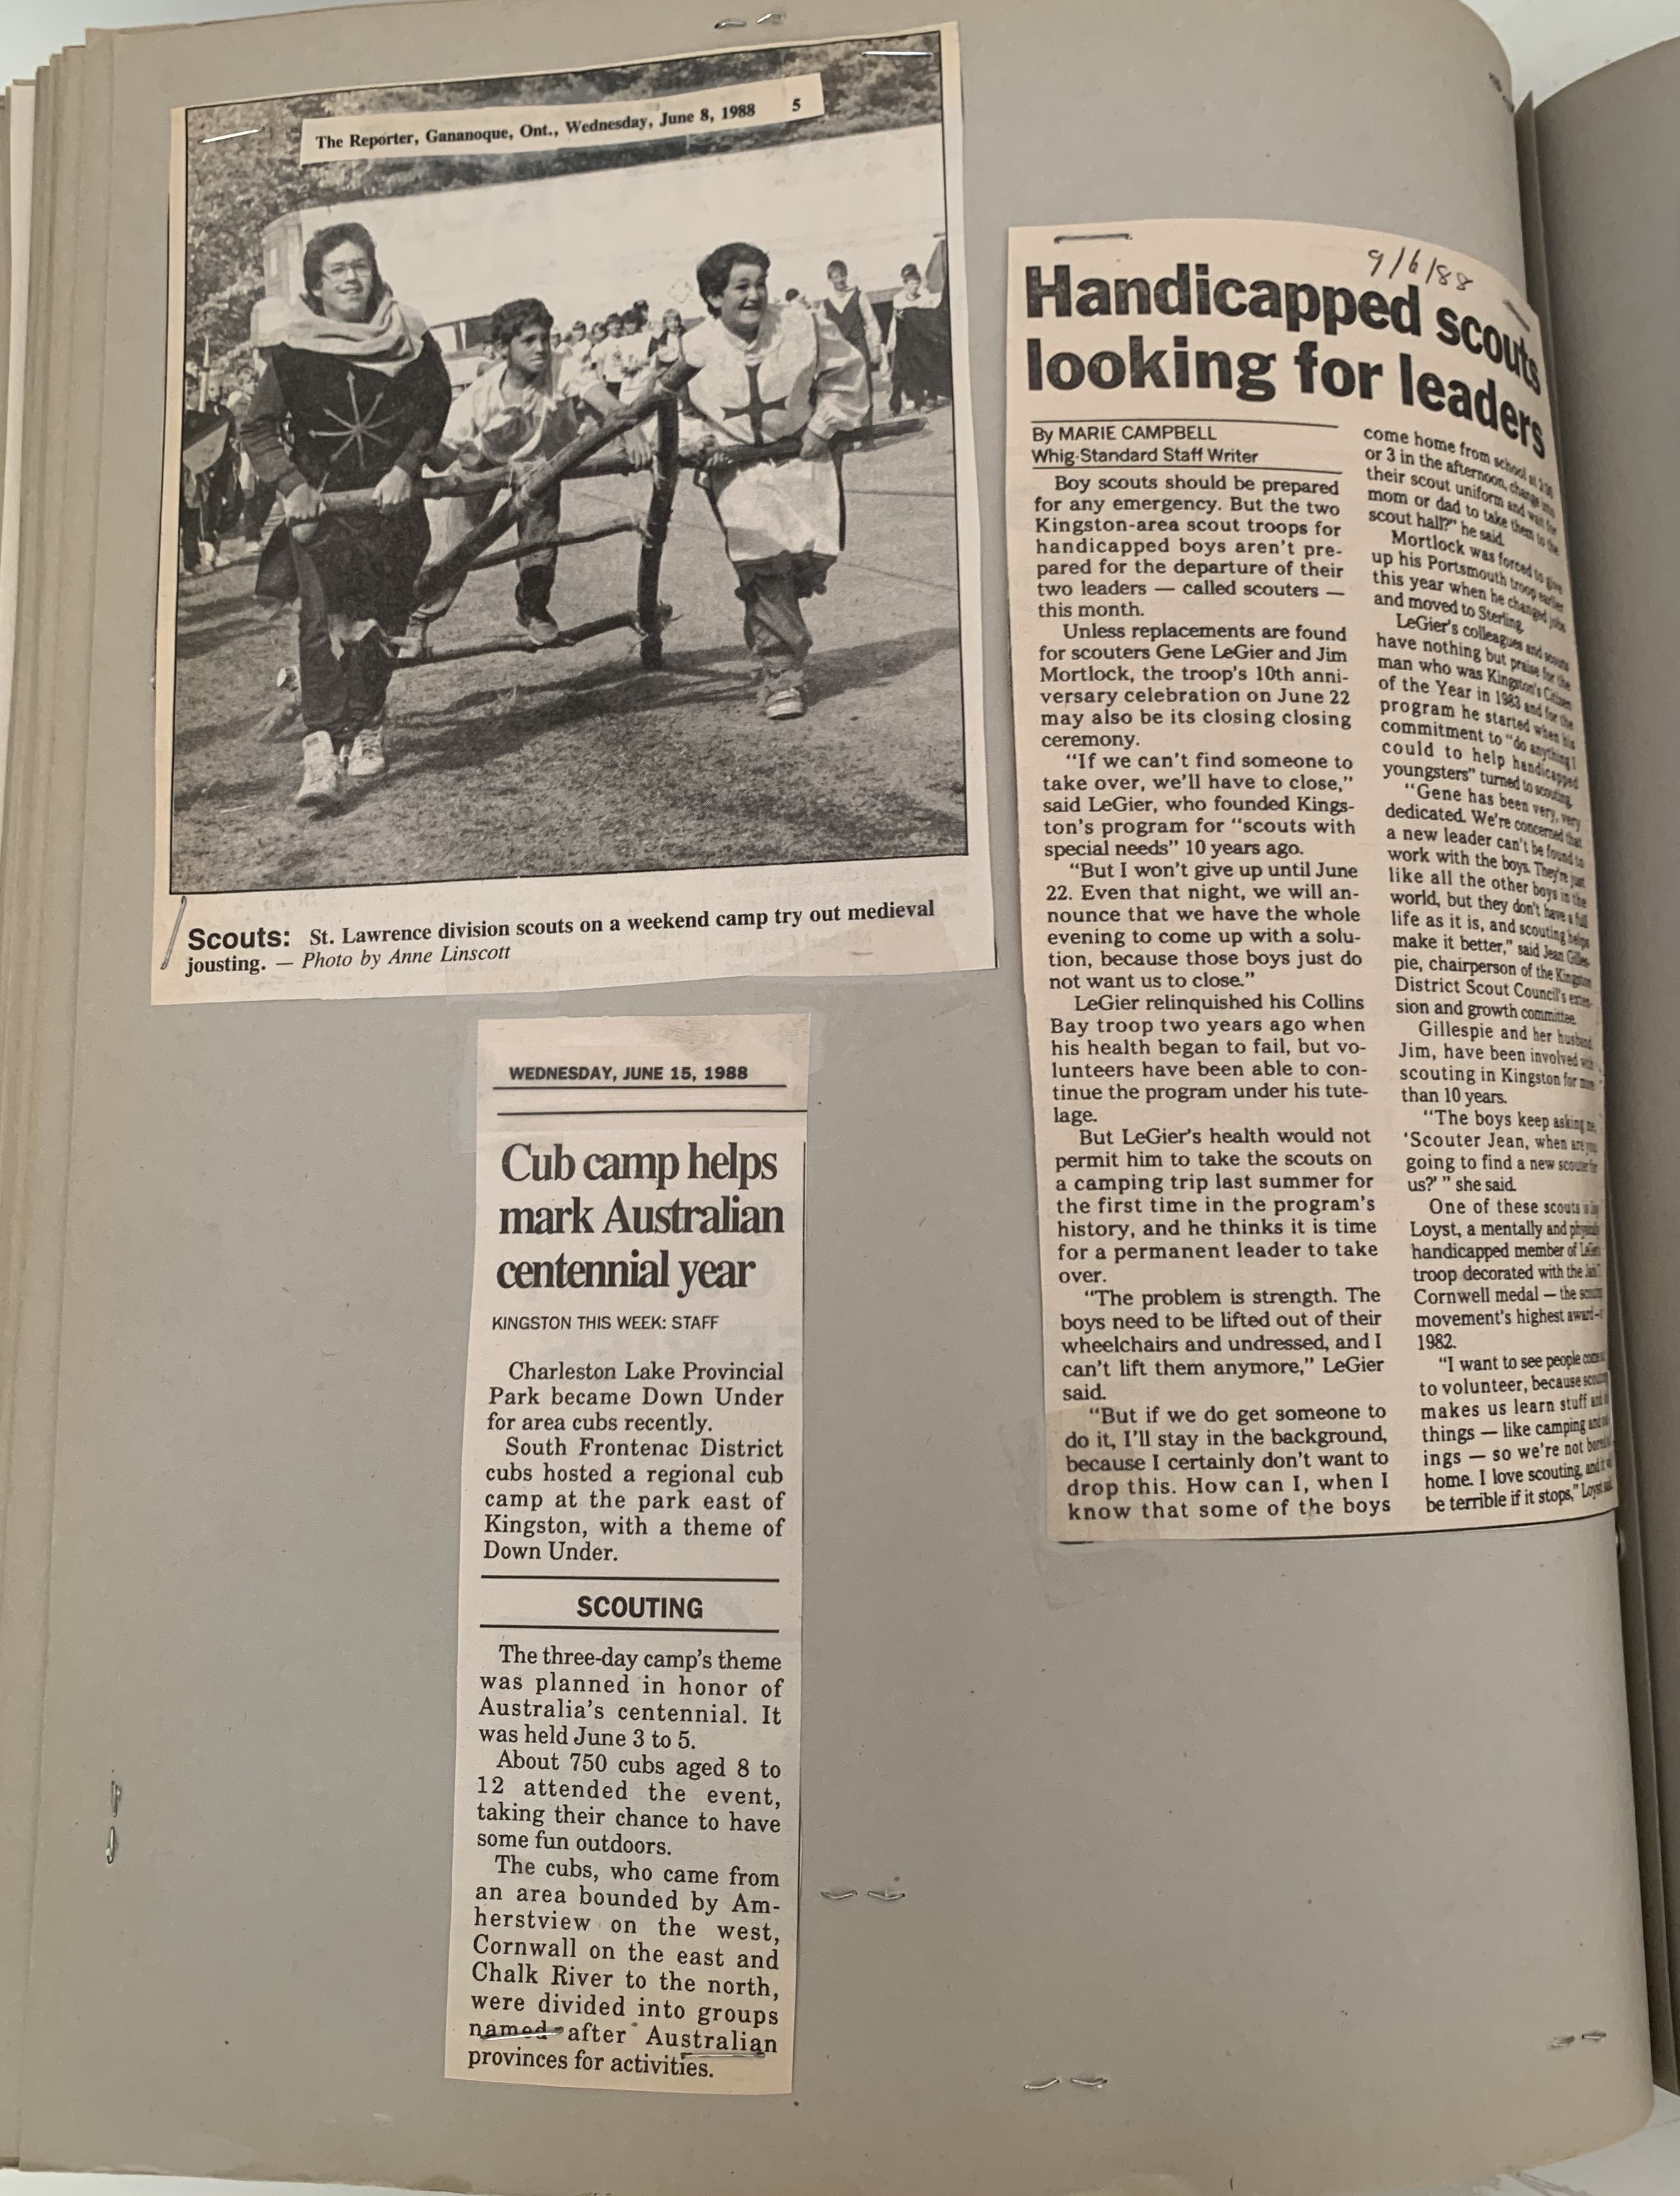 The Reporter, Gananoque, Ont., Wednesday, June 8, 1988 5
Scouts: St. Lawrence division scouts on a weekend camp try out medieval
jousting. — Photo by Anne Linscott
WEDNESDAY, JUNE 15, 1988
Cub camp helps
mark Australian
centennial year
KINGSTON THIS WEEK: STAFF
Charleston Lake Provincial
Park became Down Under
for area cubs recently.
South Frontenac District
cubs hosted a regional cub
camp at the park east of
Kingston, with a theme of
Down Under.
SCOUTING
The three-day camp's theme
was planned in honor of
Australia's centennial. It
was held June 3 to 5.
About 750 cubs aged 8 to
12 attended the event,
taking their chance to have
some fun outdoors.
The cubs, who came from
an area bounded by Am-
herstview on the west,
Cornwall on the east and
Chalk River to the north,
were divided into groups
named after Australian
provinces for activities.
9/6/88
Handicapped scouts
looking for leaders
By MARIE CAMPBELL
Whig-Standard Staff Writer
Boy scouts should be prepared
for any emergency. But the two
Kingston-area scout troops for
handicapped boys aren't pre-
pared for the departure of their
two leaders — called scouters —
this month.
Unless replacements are found
for scouters Gene LeGier and Jim
Mortlock, the troop's 10th anni-
versary celebration on June 22
may also be its closing closing
ceremony.
"If we can't find someone to
take over, we'll have to close,"
said LeGier, who founded Kings-
ton's program for "scouts with
special needs" 10 years ago.
"But I won't give up until June
22. Even that night, we will an-
nounce that we have the whole
evening to come up with a solu-
tion, because those boys just do
not want us to close."
LeGier relinquished his Collins
Bay troop two years ago when
his health began to fail, but vo-
lunteers have been able to con-
tinue the program under his tute-
lage.
But LeGier's health would not
permit him to take the scouts on
a camping trip last summer for
the first time in the program's
history, and he thinks it is time
for a permanent leader to take
over.
"The problem is strength. The
boys need to be lifted out of their
wheelchairs and undressed, and I
can't lift them anymore," LeGier
said.
"But if we do get someone to
do it, I'll stay in the background,
because I certainly don't want to
drop this. How can I, when I
know that some of the boys
come home from school at 2:30
or 3 in the afternoon, change into
their scout uniform and wait for
mom or dad to take them to the
scout hall?" he said.
Mortlock was forced to give
up his Portsmouth troop earlier
this year when he changed jobs
and moved to Sterling.
LeGier's colleagues and scouts
have nothing but praise for the
man who was Kingston's Citizen
of the Year in 1983 and for the
program he started when his
commitment to "do anything I
could to help handicapped
youngsters" turned to scouting.
"Gene has been very, very
dedicated. We're concerned that
a new leader can't be found to
work with the boys. They're just
like all the other boys in the
world, but they don't have a full
life as it is, and scouting helps
make it better," said Jean Gilles-
pie, chairperson of the Kingston
District Scout Council's exten-
sion and growth committee.
Gillespie and her husband
Jim, have been involved with
scouting in Kingston for more
than 10 years.
"The boys keep asking me,
'Scouter Jean, when are you
going to find a new scouter for
us?' " she said.
One of these scouts is
Loyst, a mentally and physically
handicapped member of LeGier's
troop decorated with the
Cornwell medal — the scouting
movement's highest award —
1982.
"I want to see people come
to volunteer, because scouting
makes us learn stuff and
things — like camping and
ings — so we're not bored
home. I love scouting, and
be terrible if it stops," Loyst said.